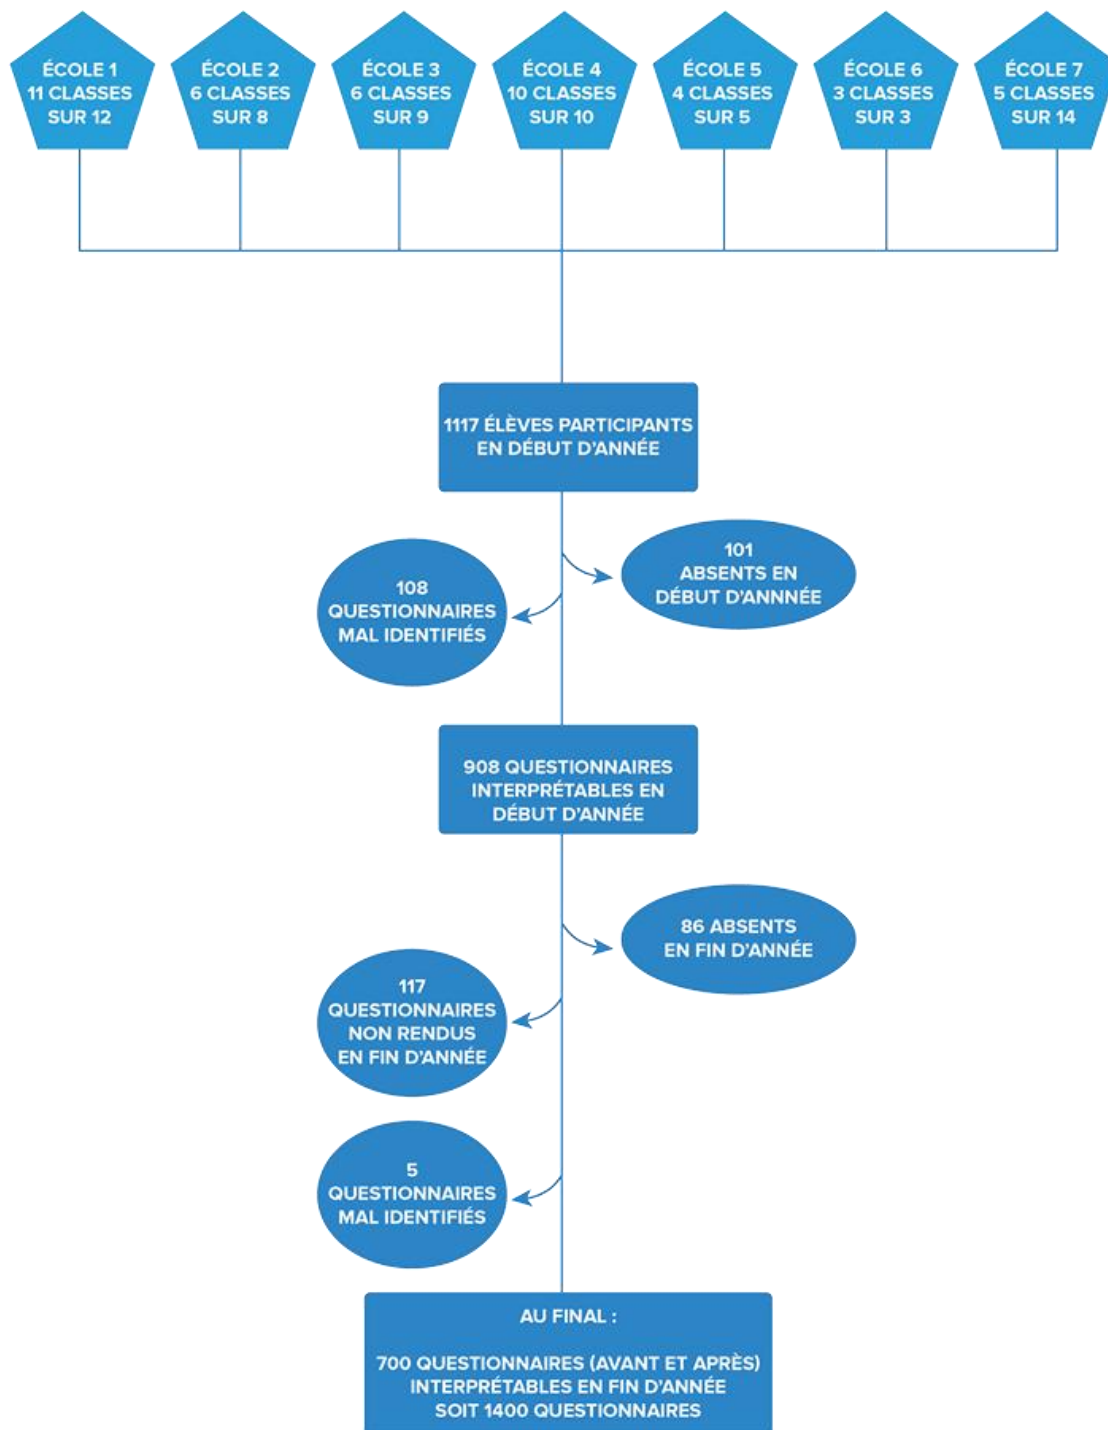 ÉCOLE 1
11 CLASSES
SUR 12
ÉCOLE 2
6 CLASSES
SUR 8
ÉCOLE 3
6 CLASSES
SUR 9
ÉCOLE 4
10 CLASSES
SUR 10
ÉCOLE 5
4 CLASSES
SUR 5
ÉCOLE 6
3 CLASSES
SUR 3
ÉCOLE 7
5 CLASSES
SUR 14
1117 ÉLÈVES PARTICIPANTS
EN DÉBUT D'ANNÉE
101
ABSENTS EN
DÉBUT D'ANNNÉE
108
QUESTIONNAIRES
MAL IDENTIFIÉS
908 QUESTIONNAIRES
INTERPRÉTABLES EN
DÉBUT D'ANNÉE
86 ABSENTS
EN FIN D'ANNÉE
117
QUESTIONNAIRES
NON RENDUS
EN FIN D'ANNÉE
5
QUESTIONNAIRES
MAL IDENTIFIÉS
AU FINAL :
700 QUESTIONNAIRES (AVANT ET APRÈS)
INTERPRÉTABLES EN FIN D'ANNÉE
SOIT 1400 QUESTIONNAIRES